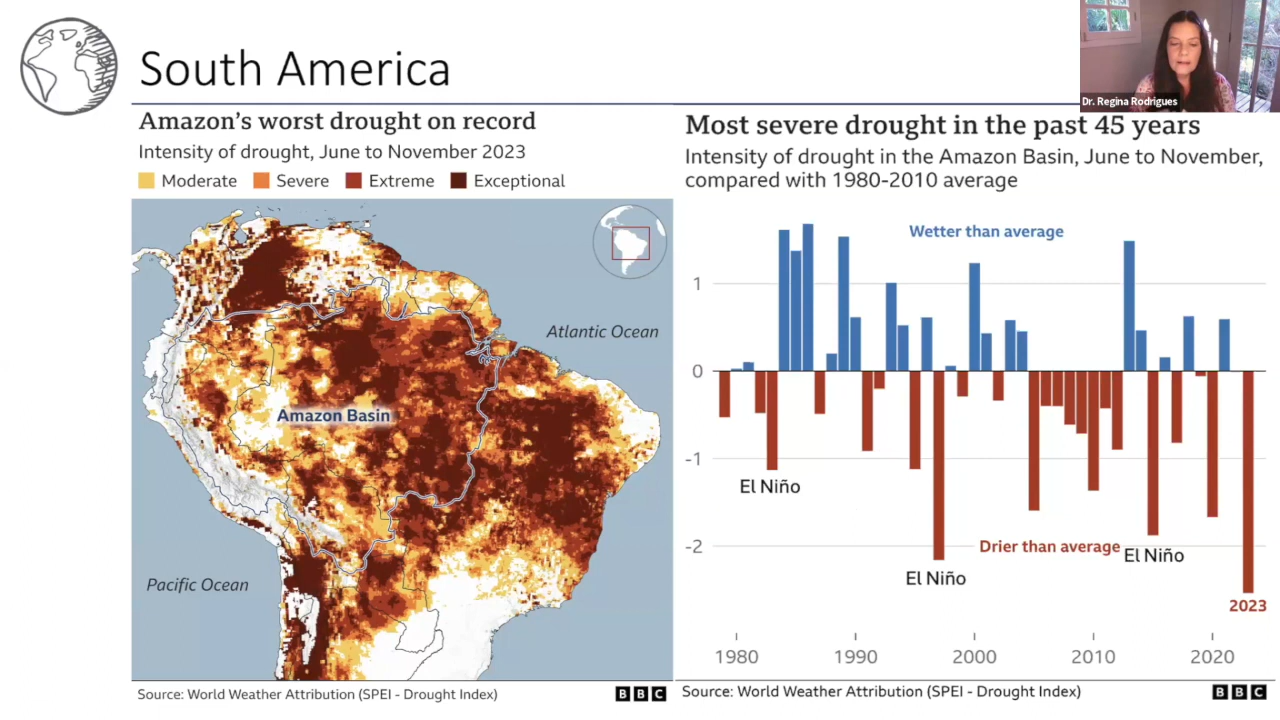 South America
Dr. Regina Rodrigues
Amazon's worst drought on record
Intensity of drought, June to November 2023
Moderate Severe Extreme Exceptional
Atlantic Ocean
Amazon Basin
Pacific Ocean
Source: World Weather Attribution (SPEI - Drought Index)
BBC
Most severe drought in the past 45 years
Intensity of drought in the Amazon Basin, June to November,
compared with 1980-2010 average
Wetter than average
1
0
-1
El Niño
-2
Drier than average
El Niño
El Niño
2023
1980 1990 2000 2010 2020
Source: World Weather Attribution (SPEI - Drought Index)
BBC